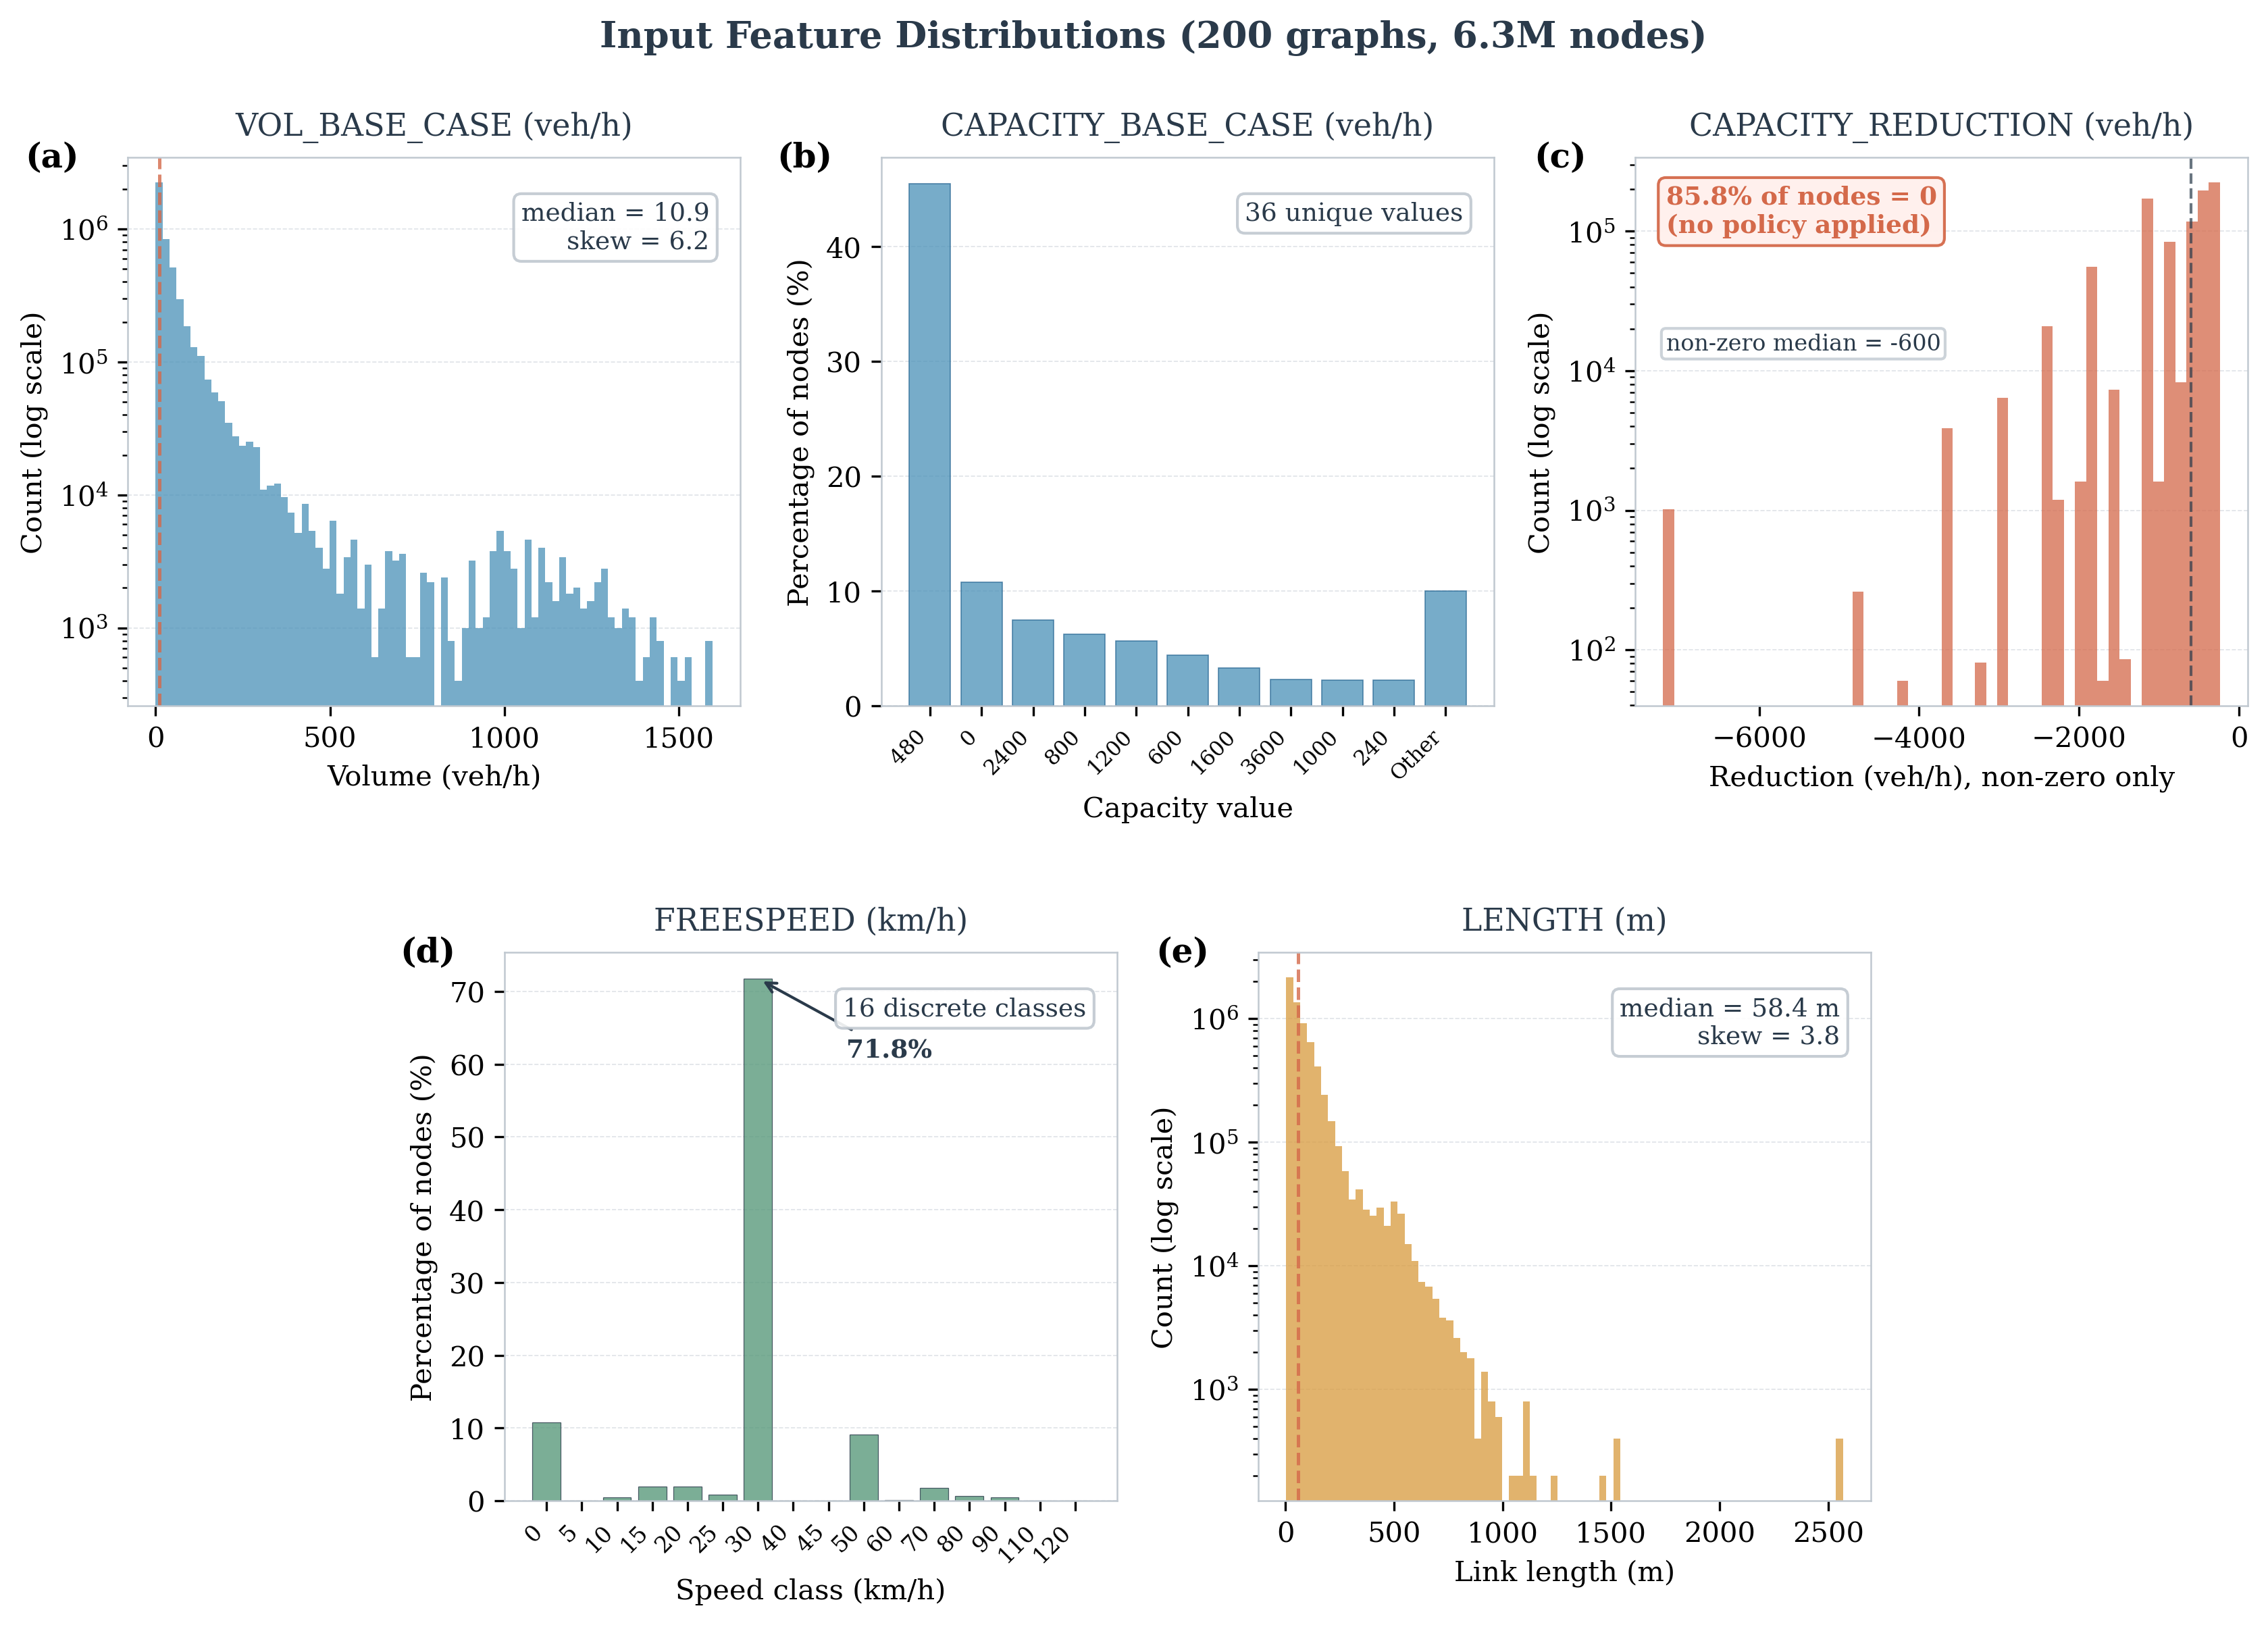 Input Feature Distributions (200 graphs, 6.3M nodes)
(a)
VOL_BASE_CASE (veh/h)
median = 10.9
skew = 6.2
Count (log scale)
10⁶
10⁵
10⁴
10³
0 500 1000 1500
Volume (veh/h)
(b)
CAPACITY_BASE_CASE (veh/h)
36 unique values
Percentage of nodes (%)
40
30
20
10
0
480 0 2400 800 1200 600 1600 3600 1000 240 Other
Capacity value
(c)
CAPACITY_REDUCTION (veh/h)
85.8% of nodes = 0
(no policy applied)
non-zero median = -600
Count (log scale)
10⁵
10⁴
10³
10²
−6000 −4000 −2000 0
Reduction (veh/h), non-zero only
(d)
FREESPEED (km/h)
16 discrete classes
71.8%
Percentage of nodes (%)
70
60
50
40
30
20
10
0
0 5 10 15 20 25 30 40 45 50 60 70 80 90 110 120
Speed class (km/h)
(e)
LENGTH (m)
median = 58.4 m
skew = 3.8
Count (log scale)
10⁶
10⁵
10⁴
10³
0 500 1000 1500 2000 2500
Link length (m)